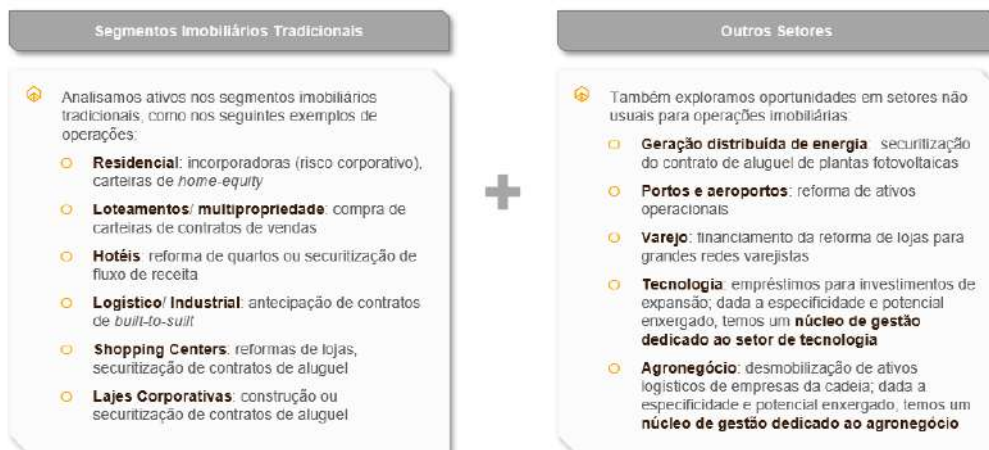 Segmentos Imobiliários Tradicionais
Analisamos ativos nos segmentos imobiliários
tradicionais, como nos seguintes exemplos de
operações:
Residencial: incorporadoras (risco corporativo),
carteiras de home-equity
Loteamentos/ multipropriedade: compra de
carteiras de contratos de vendas
Hotéis: reforma de quartos ou securitização de
fluxo de receita
Logístico/ Industrial: antecipação de contratos
de built-to-suilt
Shopping Centers: reformas de lojas,
securitização de contratos de aluguel
Lajes Corporativas: construção ou
securitização de contratos de aluguel
Outros Setores
Também exploramos oportunidades em setores não
usuais para operações imobiliárias:
Geração distribuída de energia: securitização
do contrato de aluguel de plantas fotovoltaicas
Portos e aeroportos: reforma de ativos
operacionais
Varejo: financiamento da reforma de lojas para
grandes redes varejistas
Tecnologia: empréstimos para investimentos de
expansão; dada a especificidade e potencial
enxergado, temos um núcleo de gestão
dedicado ao setor de tecnologia
Agronegócio: desmobilização de ativos
logísticos de empresas da cadeia; dada a
especificidade e potencial enxergado, temos um
núcleo de gestão dedicado ao agronegócio